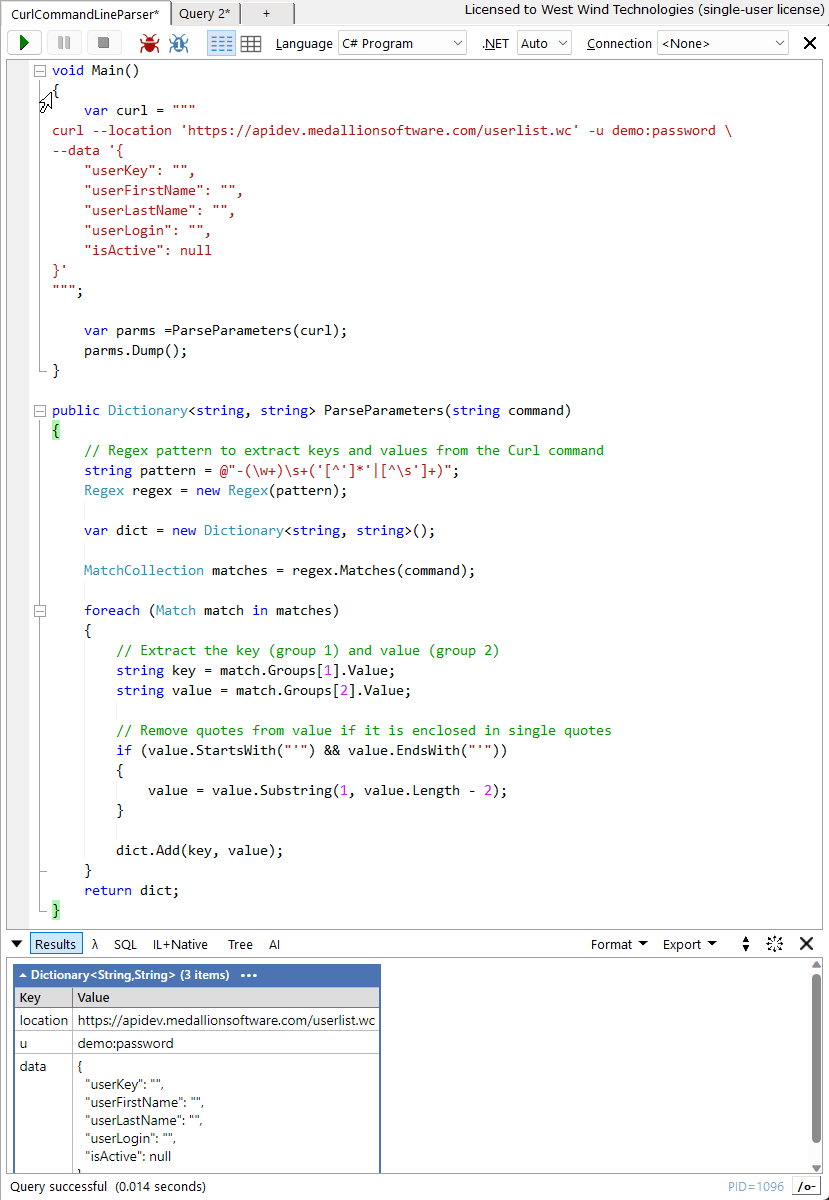 CurlCommandLineParser* Query 2* + Licensed to West Wind Technologies (single-user license)
Language C# Program .NET Auto Connection <None>
void Main()
{
    var curl = """
curl --location 'https://apidev.medallionsoftware.com/userlist.wc' -u demo:password \
--data '{
    "userKey": "",
    "userFirstName": "",
    "userLastName": "",
    "userLogin": "",
    "isActive": null
}'
""";
    var parms =ParseParameters(curl);
    parms.Dump();
}
public Dictionary<string, string> ParseParameters(string command)
{
    // Regex pattern to extract keys and values from the Curl command
    string pattern = @"-(\w+)\s+('[^']*'|[^\s']+)";
    Regex regex = new Regex(pattern);
    var dict = new Dictionary<string, string>();
    MatchCollection matches = regex.Matches(command);
    foreach (Match match in matches)
    {
        // Extract the key (group 1) and value (group 2)
        string key = match.Groups[1].Value;
        string value = match.Groups[2].Value;
        // Remove quotes from value if it is enclosed in single quotes
        if (value.StartsWith("'") && value.EndsWith("'"))
        {
            value = value.Substring(1, value.Length - 2);
        }
        dict.Add(key, value);
    }
    return dict;
}
Results λ SQL IL+Native Tree AI Format Export
Dictionary<String,String> (3 items) •••
Key Value
location https://apidev.medallionsoftware.com/userlist.wc
u demo:password
data {
"userKey": "",
"userFirstName": "",
"userLastName": "",
"userLogin": "",
"isActive": null
Query successful (0.014 seconds) PID=1096 /o-